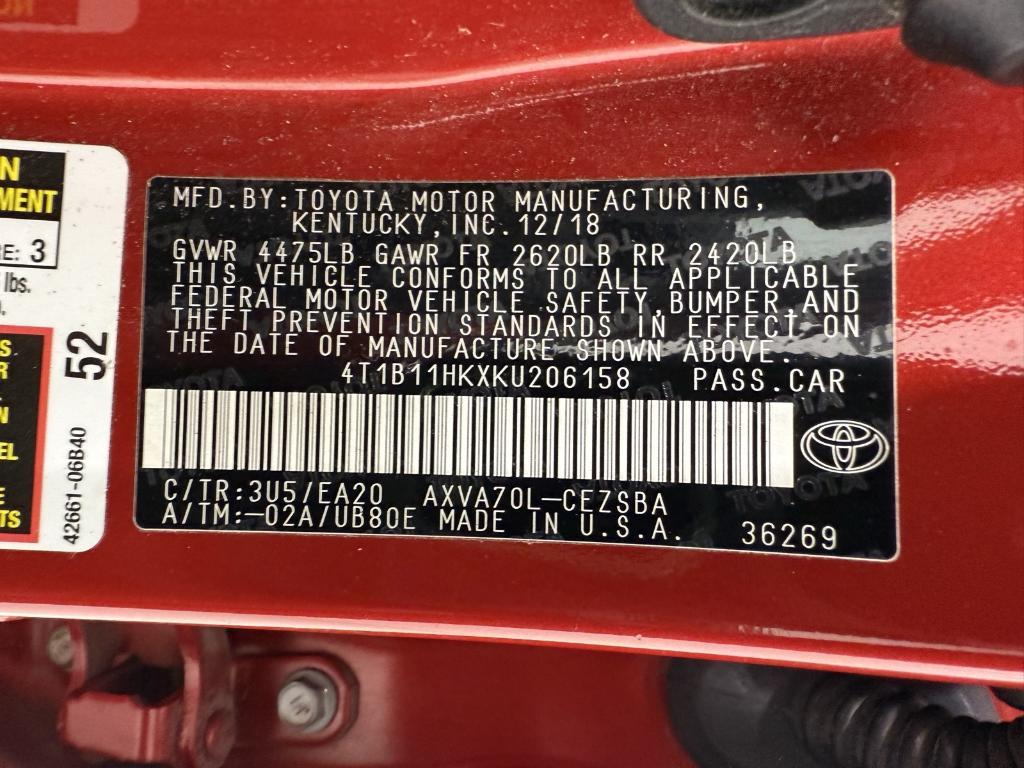 MFD.BY:TOYOTA MOTOR MANUFACTURING,
KENTUCKY,INC.12/18
GVWR 4475LB GAWR FR 2620LB RR 2420LB
THIS VEHICLE CONFORMS TO ALL APPLICABLE
FEDERAL MOTOR VEHICLE SAFETY,BUMPER,AND
THEFT PREVENTION STANDARDS IN EFFECT ON
THE DATE OF MANUFACTURE SHOWN ABOVE.
4T1B11HKXKU206158 PASS.CAR
C/TR:3U5/EA20 AXVA70L-CEZSBA
A/TM:-02A/UB80E MADE IN U.S.A.
36269
52
42661-06B40
3
lbs.